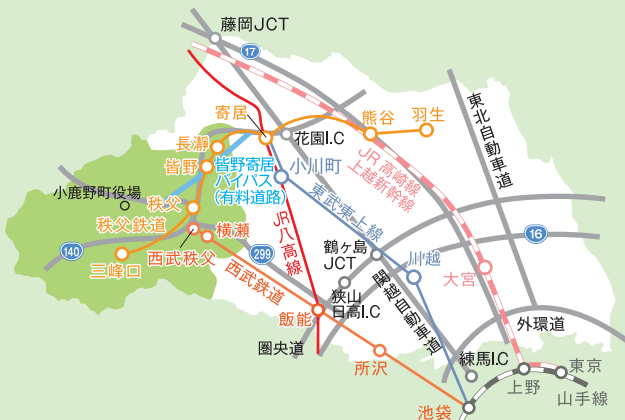 藤岡JCT
17
寄居
熊谷
羽生
長瀞
花園I.C
東北自動車道
皆野
皆野寄居
バイパス
(有料道路)
小川町
JR高崎線
上越新幹線
小鹿野町役場
秩父
東武東上線
秩父鉄道
横瀬
JR八高線
鶴ヶ島
JCT
16
140
西武秩父
299
川越
三峰口
西武鉄道
関越自動車道
大宮
狭山
日高I.C
飯能
外環道
圏央道
所沢
練馬I.C
東京
上野
山手線
池袋